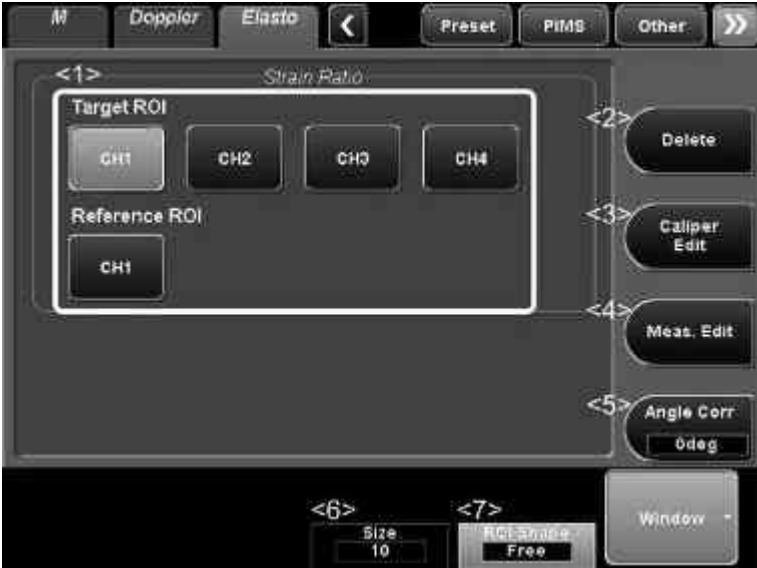 M Doppler Elasto < Preset PIMS Other >>
<1> Strain Ratio
Target ROI
<2> Delete
CH1 CH2 CH3 CH4
Reference ROI
<3> Caliper
Edit
CH1
<4> Meas. Edit
<5> Angle Corr
0deg
<6> <7>
Size ROI Shape Window
10 Free